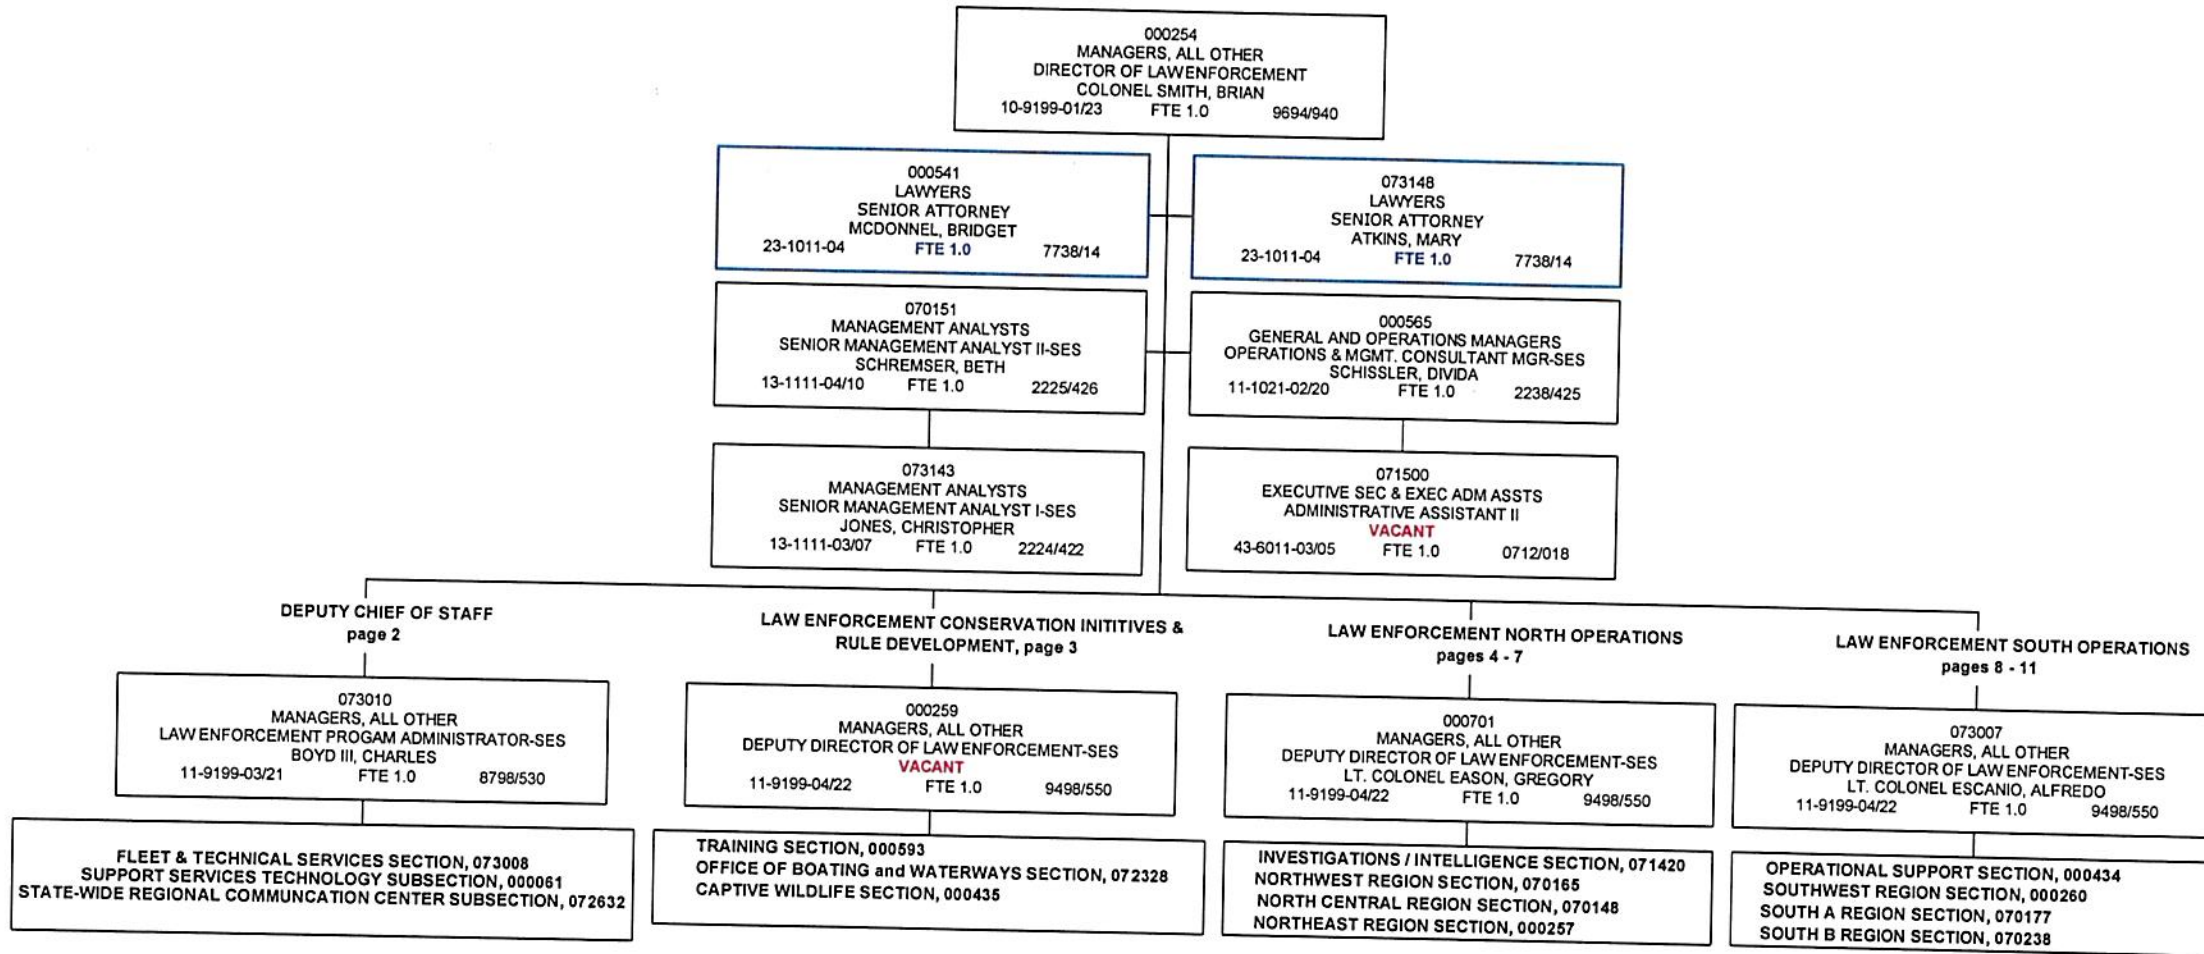 000254
MANAGERS, ALL OTHER
DIRECTOR OF LAW ENFORCEMENT
COLONEL SMITH, BRIAN
10-9199-01/23 FTE 1.0 9694/940
000541
LAWYERS
SENIOR ATTORNEY
MCDONNEL, BRIDGET
23-1011-04 FTE 1.0 7738/14
073148
LAWYERS
SENIOR ATTORNEY
ATKINS, MARY
23-1011-04 FTE 1.0 7738/14
070151
MANAGEMENT ANALYSTS
SENIOR MANAGEMENT ANALYST II-SES
SCHREMSER, BETH
13-1111-04/10 FTE 1.0 2225/426
000565
GENERAL AND OPERATIONS MANAGERS
OPERATIONS & MGMT. CONSULTANT MGR-SES
SCHISSLER, DIVIDA
11-1021-02/20 FTE 1.0 2238/425
073143
MANAGEMENT ANALYSTS
SENIOR MANAGEMENT ANALYST I-SES
JONES, CHRISTOPHER
13-1111-03/07 FTE 1.0 2224/422
071500
EXECUTIVE SEC & EXEC ADM ASSTS
ADMINISTRATIVE ASSISTANT II
VACANT
43-6011-03/05 FTE 1.0 0712/018
DEPUTY CHIEF OF STAFF
page 2
LAW ENFORCEMENT CONSERVATION INITITIVES &
RULE DEVELOPMENT, page 3
LAW ENFORCEMENT NORTH OPERATIONS
pages 4 - 7
LAW ENFORCEMENT SOUTH OPERATIONS
pages 8 - 11
073010
MANAGERS, ALL OTHER
LAW ENFORCEMENT PROGAM ADMINISTRATOR-SES
BOYD III, CHARLES
11-9199-03/21 FTE 1.0 8798/530
000259
MANAGERS, ALL OTHER
DEPUTY DIRECTOR OF LAW ENFORCEMENT-SES
VACANT
11-9199-04/22 FTE 1.0 9498/550
000701
MANAGERS, ALL OTHER
DEPUTY DIRECTOR OF LAW ENFORCEMENT-SES
LT. COLONEL EASON, GREGORY
11-9199-04/22 FTE 1.0 9498/550
073007
MANAGERS, ALL OTHER
DEPUTY DIRECTOR OF LAW ENFORCEMENT-SES
LT. COLONEL ESCANIO, ALFREDO
11-9199-04/22 FTE 1.0 9498/550
FLEET & TECHNICAL SERVICES SECTION, 073008
SUPPORT SERVICES TECHNOLOGY SUBSECTION, 000061
STATE-WIDE REGIONAL COMMUNCATION CENTER SUBSECTION, 072632
TRAINING SECTION, 000593
OFFICE OF BOATING and WATERWAYS SECTION, 072328
CAPTIVE WILDLIFE SECTION, 000435
INVESTIGATIONS / INTELLIGENCE SECTION, 071420
NORTHWEST REGION SECTION, 070165
NORTH CENTRAL REGION SECTION, 070148
NORTHEAST REGION SECTION, 000257
OPERATIONAL SUPPORT SECTION, 000434
SOUTHWEST REGION SECTION, 000260
SOUTH A REGION SECTION, 070177
SOUTH B REGION SECTION, 070238